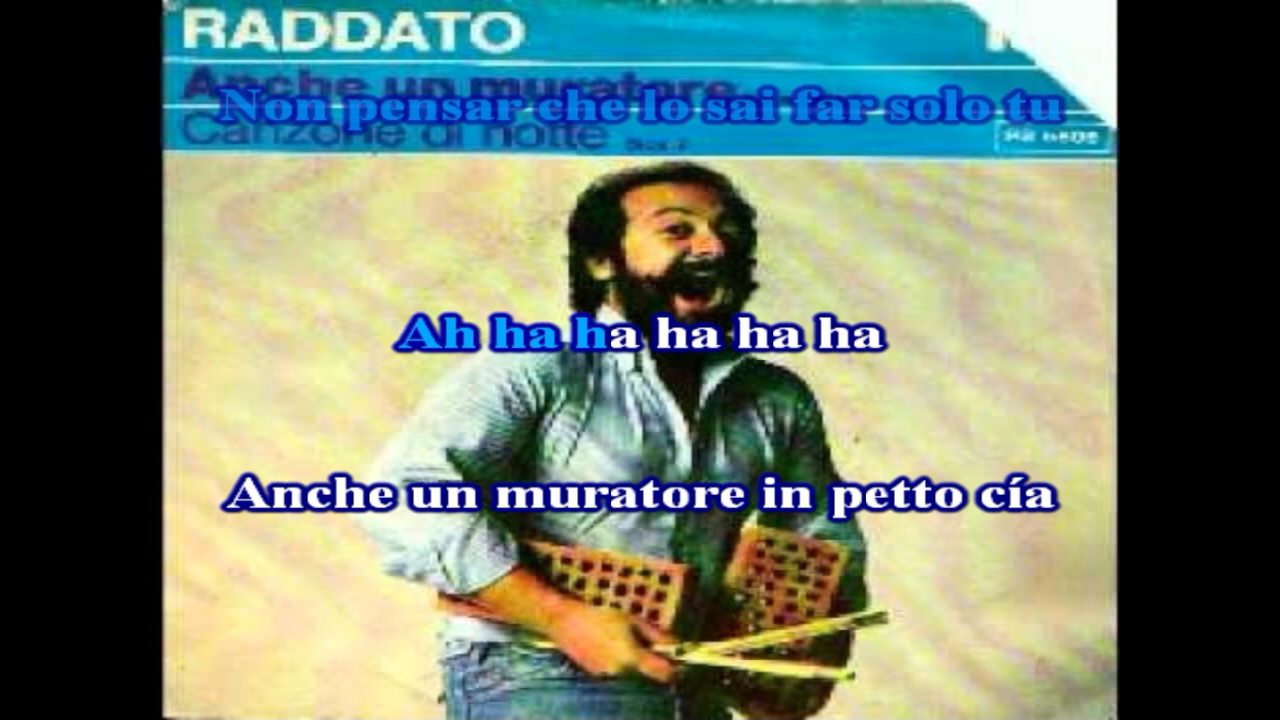 RADDATO
Anche un muratore
Non pensar che lo sai far solo tu
Canzone di notte
Ah ha ha ha ha ha
Anche un muratore in petto cía